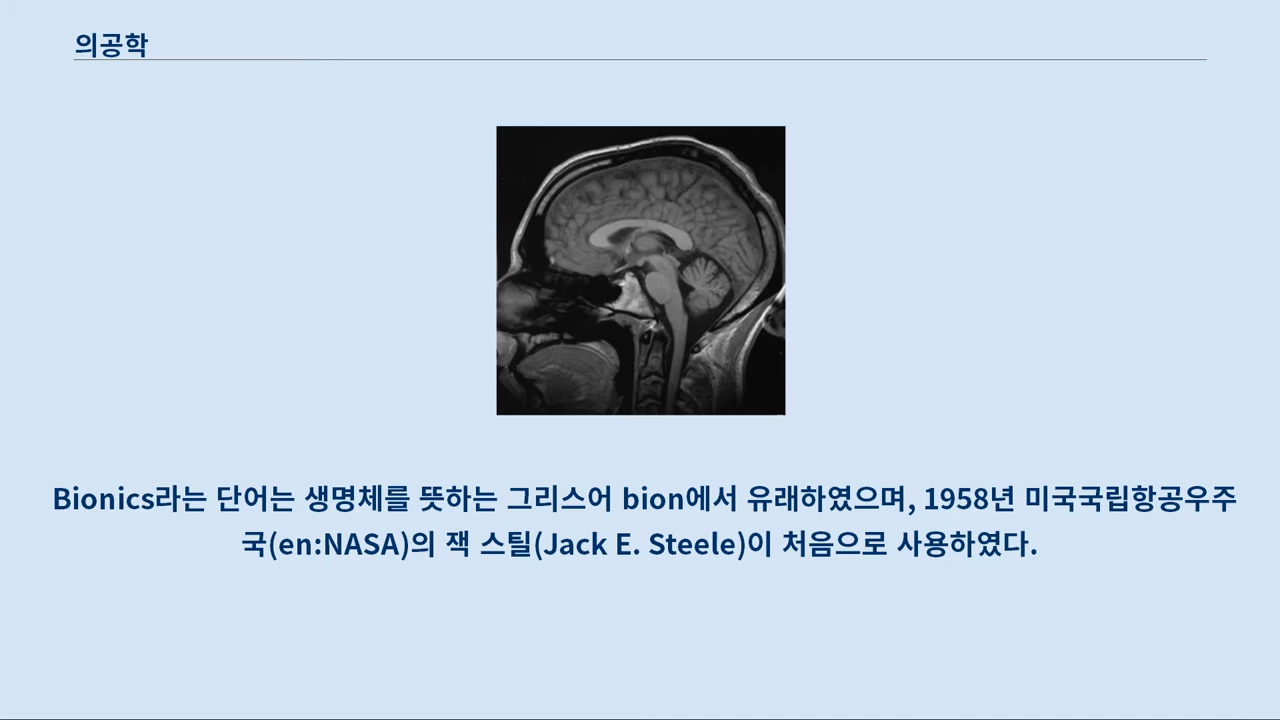 의공학
Bionics라는 단어는 생명체를 뜻하는 그리스어 bion에서 유래하였으며, 1958년 미국국립항공우주
국(en:NASA)의 잭 스틸(Jack E. Steele)이 처음으로 사용하였다.